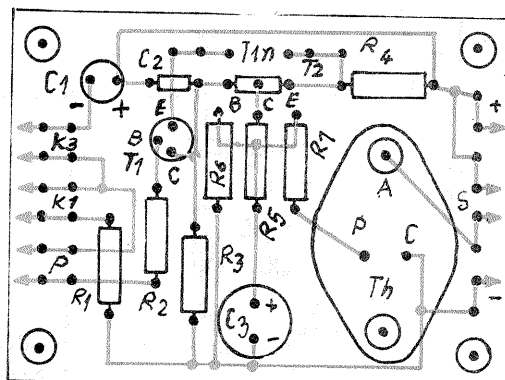 C2 T1n T2 R4
C1
- +
E B C E +
K3 B
T1 C R6 R7
A
K1 S
R5 P C
P
R1 R2 R3 Th
C3 +
- -